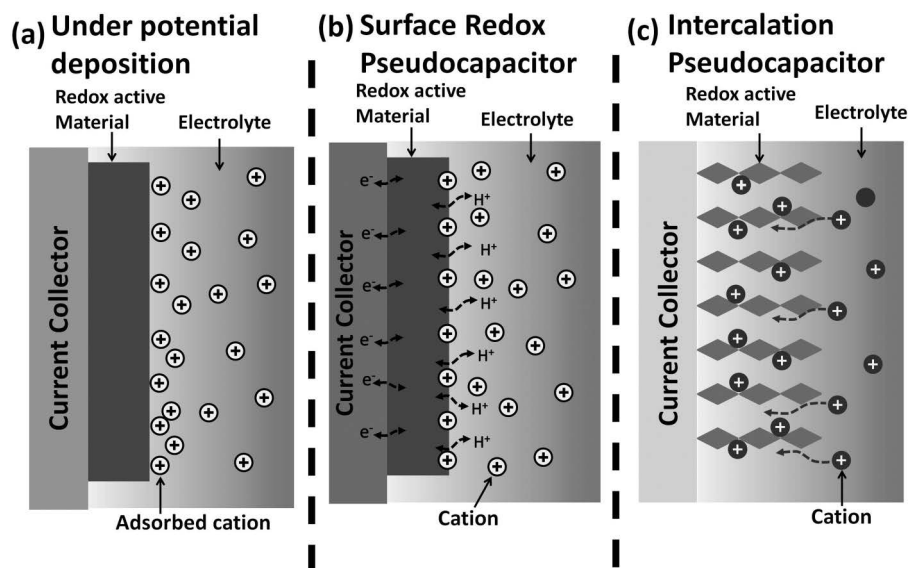 (a) Under potential
deposition
Redox active
Material
Electrolyte
Current Collector
Adsorbed cation
(b) Surface Redox
Pseudocapacitor
Redox active
Material
Electrolyte
Current Collector
e-
e-
e-
e-
e-
e-
H+
H+
H+
H+
H+
H+
Cation
(c) Intercalation
Pseudocapacitor
Redox active
Material
Electrolyte
Current Collector
Cation